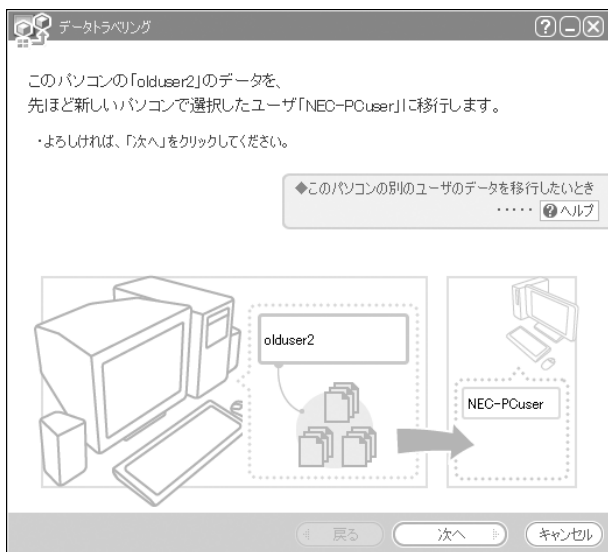 データトラベリング
このパソコンの「olduser2」のデータを、
先ほど新しいパソコンで選択したユーザ「NEC-PCuser」に移行します。
・よろしければ、「次へ」をクリックしてください。
◆このパソコンの別のユーザのデータを移行したいとき
・・・・・ ?ヘルプ
olduser2
NEC-PCuser
戻る 次へ キャンセル